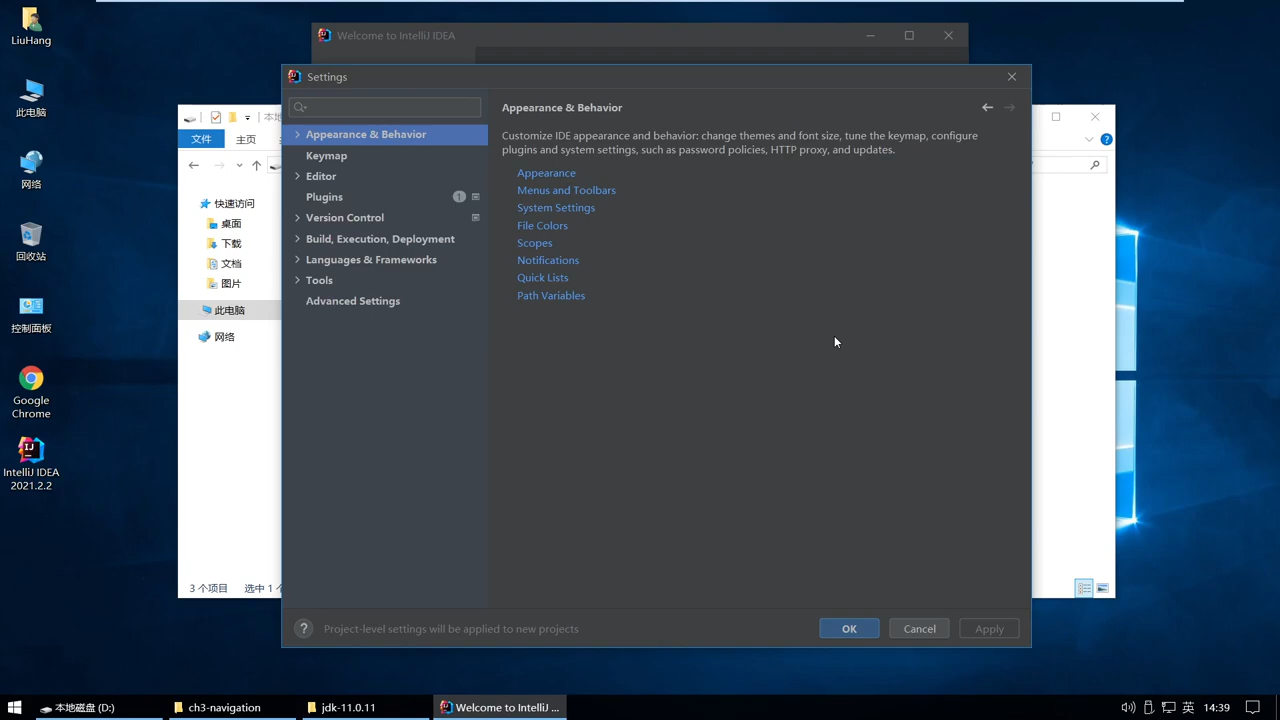 LiuHang
此电脑
网络
回收站
控制面板
Google
Chrome
IntelliJ IDEA
2021.2.2
Welcome to IntelliJ IDEA
文件
主页
快速访问
桌面
下载
文档
图片
此电脑
网络
3 个项目
选中 1
Settings
Appearance & Behavior
Keymap
Editor
Plugins
1
Version Control
Build, Execution, Deployment
Languages & Frameworks
Tools
Advanced Settings
Appearance & Behavior
Customize IDE appearance and behavior: change themes and font size, tune the keymap, configure
plugins and system settings, such as password policies, HTTP proxy, and updates.
Appearance
Menus and Toolbars
System Settings
File Colors
Scopes
Notifications
Quick Lists
Path Variables
? Project-level settings will be applied to new projects
OK
Cancel
Apply
本地磁盘 (D:)
ch3-navigation
jdk-11.0.11
Welcome to IntelliJ ...
英
14:39